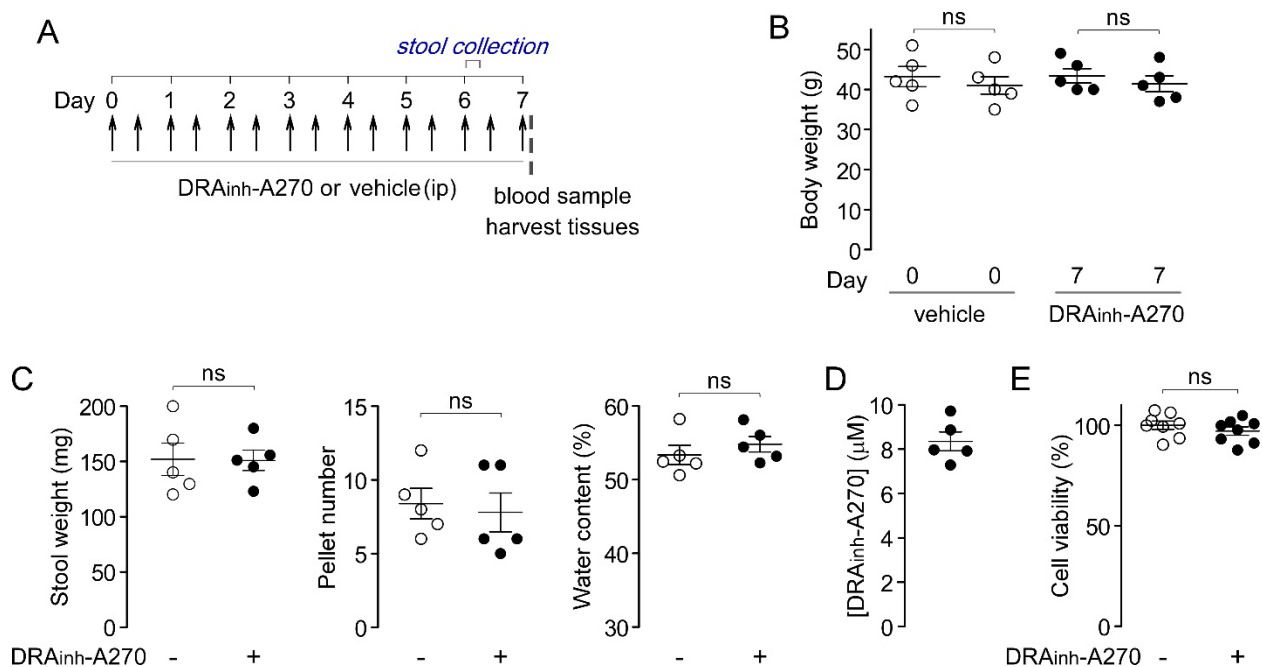 A
stool collection
Day 0 1 2 3 4 5 6 7
DRAinh-A270 or vehicle (ip)
blood sample
harvest tissues
B
ns ns
Body weight (g)
50
40
30
20
10
0
Day 0 0 7 7
vehicle DRAinh-A270
C
ns
Stool weight (mg)
200
150
100
50
0
ns
Pellet number
15
10
5
0
ns
Water content (%)
60
50
40
30
DRAinh-A270 - + - + - +
D
[DRAinh-A270] (μM)
10
8
6
4
2
0
E
ns
Cell viability (%)
100
50
0
DRAinh-A270 - +